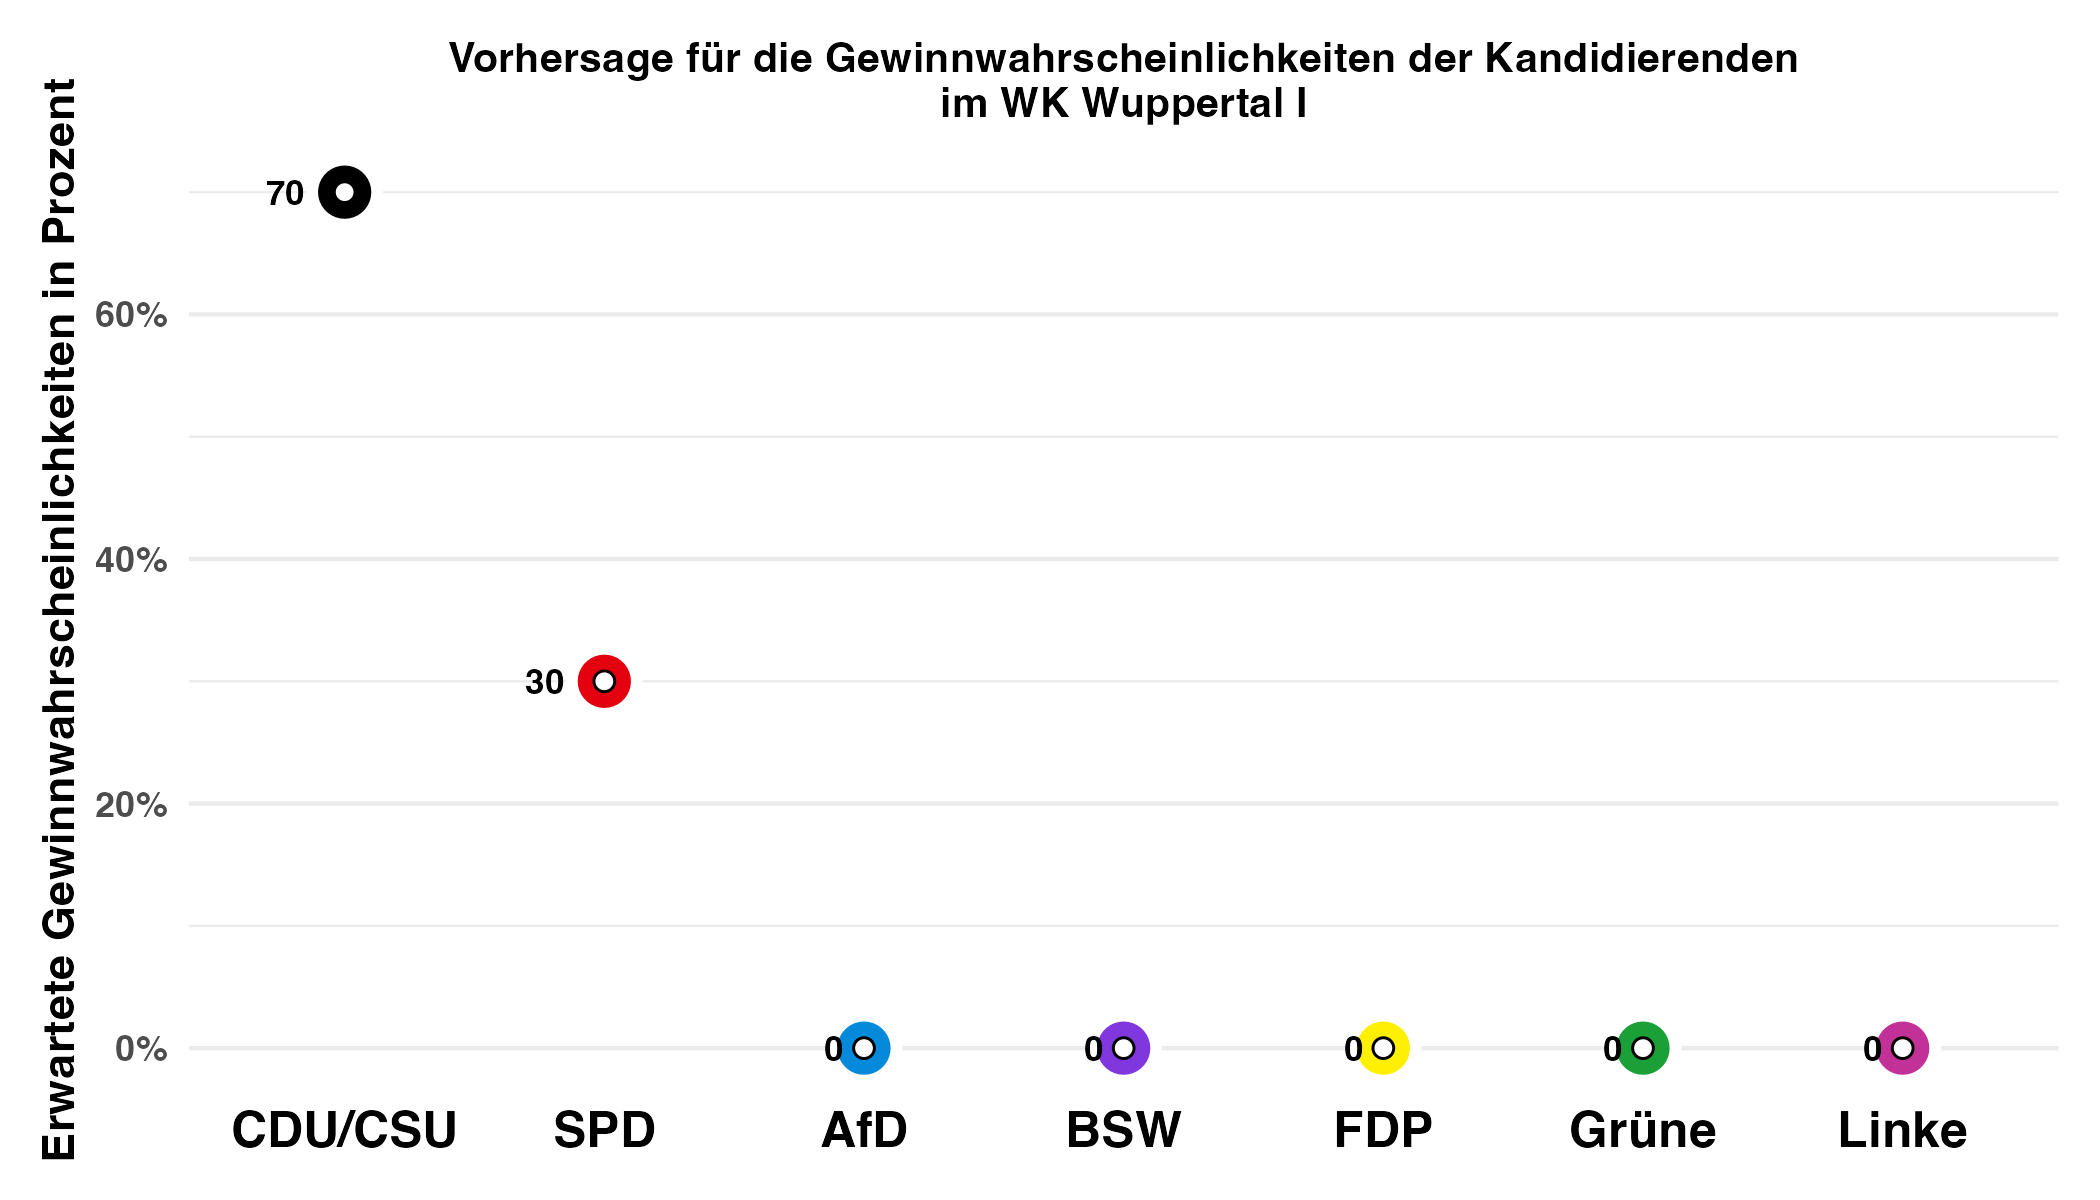 Vorhersage für die Gewinnwahrscheinlichkeiten der Kandidierenden
im WK Wuppertal I
Erwartete Gewinnwahrscheinlichkeiten in Prozent
70
60%
40%
30
20%
0%
0
0
0
0
0
CDU/CSU
SPD
AfD
BSW
FDP
Grüne
Linke